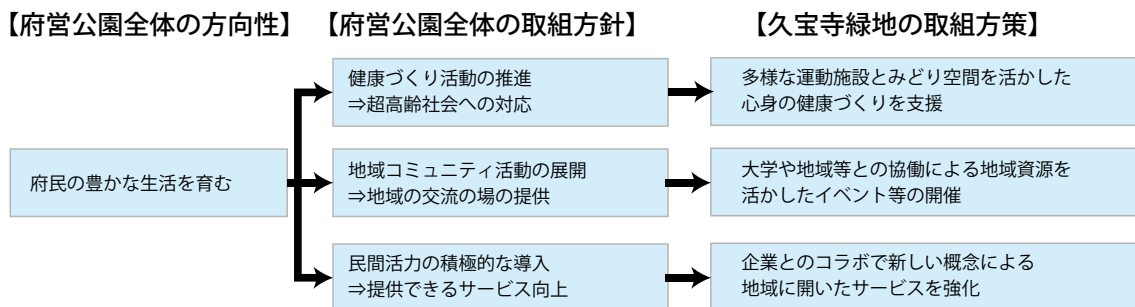 【府営公園全体の方向性】
【府営公園全体の取組方針】
【久宝寺緑地の取組方策】
府民の豊かな生活を育む
健康づくり活動の推進
⇒超高齢社会への対応
多様な運動施設とみどり空間を活かした
心身の健康づくりを支援
地域コミュニティ活動の展開
⇒地域の交流の場の提供
大学や地域等との協働による地域資源を
活かしたイベント等の開催
民間活力の積極的な導入
⇒提供できるサービス向上
企業とのコラボで新しい概念による
地域に開いたサービスを強化